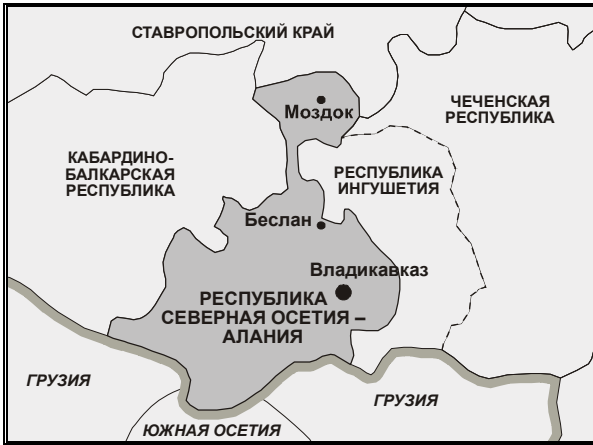 СТАВРОПОЛЬСКИЙ КРАЙ
Моздок
ЧЕЧЕНСКАЯ
РЕСПУБЛИКА
КАБАРДИНО-
БАЛКАРСКАЯ
РЕСПУБЛИКА
РЕСПУБЛИКА
ИНГУШЕТИЯ
Беслан
Владикавказ
РЕСПУБЛИКА
СЕВЕРНАЯ ОСЕТИЯ –
АЛАНИЯ
ГРУЗИЯ
ГРУЗИЯ
ЮЖНАЯ ОСЕТИЯ